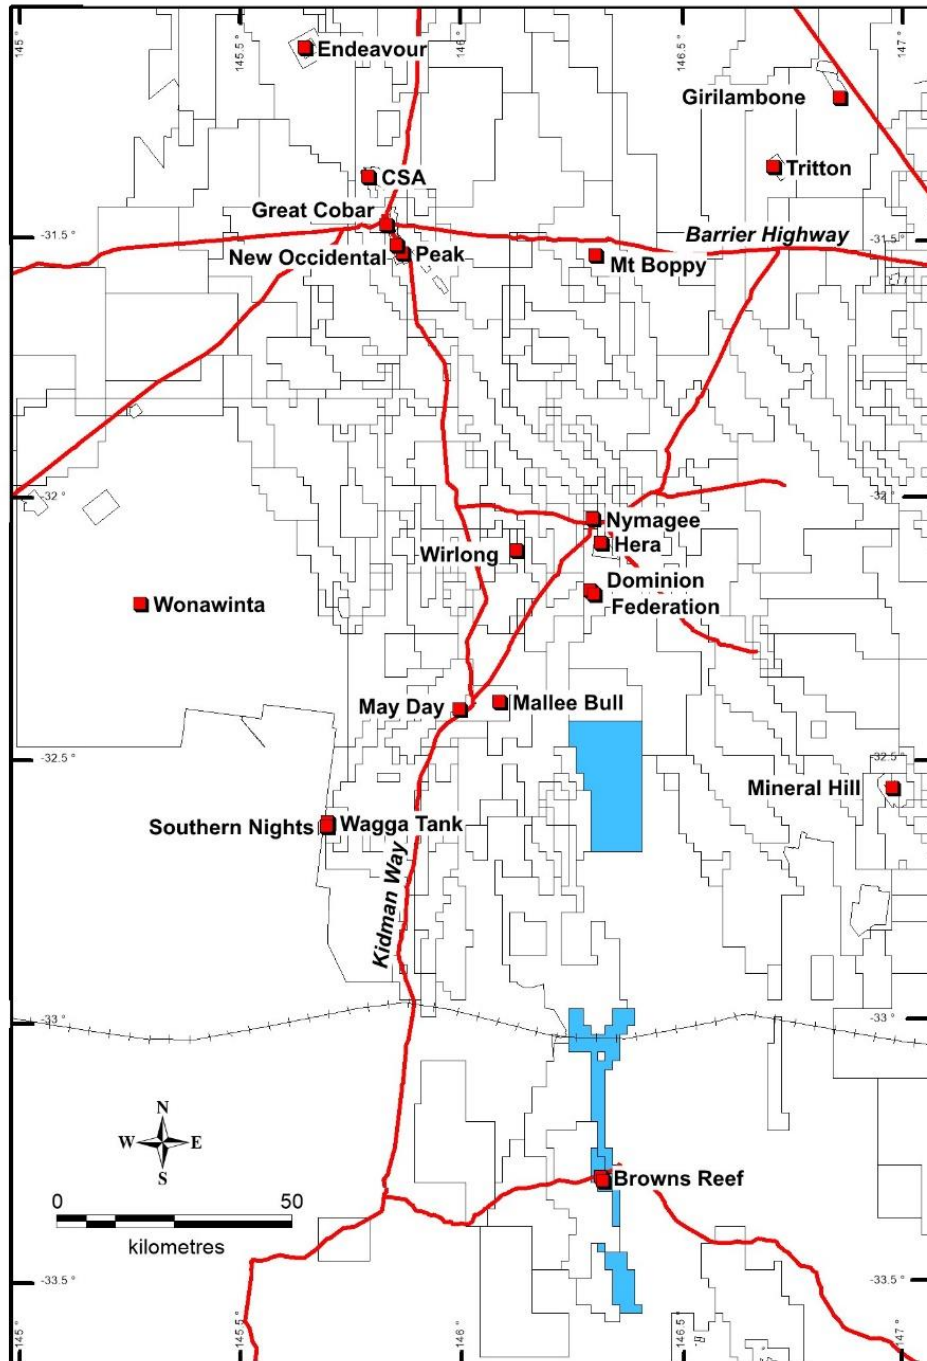 145°
145.5°
146°
146.5°
147°
Endeavour
Girilambone
CSA
Tritton
Great Cobar
-31.5°
-31.5°
Barrier Highway
New Occidental
Peak
Mt Boppy
-32°
-32°
Nymagee
Hera
Wirlong
Dominion
Federation
Wonawinta
May Day
Mallee Bull
-32.5°
-32.5°
Mineral Hill
Southern Nights
Wagga Tank
Kidman Way
-33°
-33°
N
W
E
S
Browns Reef
0
50
kilometres
-33.5°
-33.5°
145°
145.5°
146°
146.5°
147°